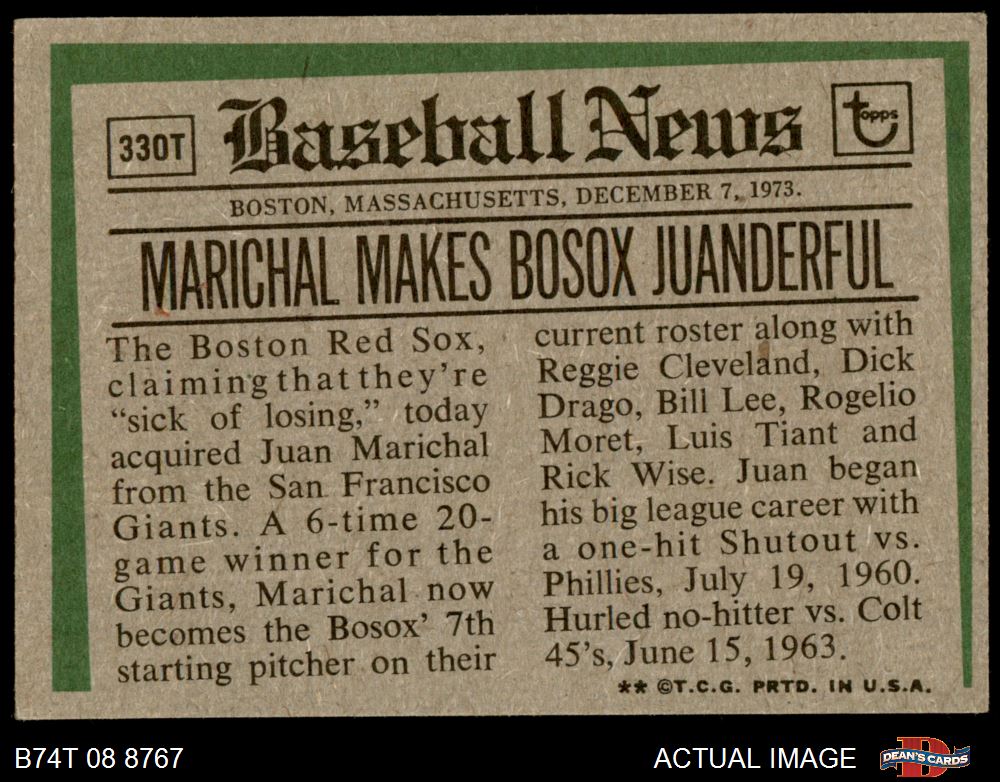 330T
Baseball News
topps
BOSTON, MASSACHUSETTS, DECEMBER 7, 1973.
MARICHAL MAKES BOSOX JUANDERFUL
The Boston Red Sox,
claiming that they're
“sick of losing,” today
acquired Juan Marichal
from the San Francisco
Giants. A 6-time 20-
game winner for the
Giants, Marichal now
becomes the Bosox' 7th
starting pitcher on their
current roster along with
Reggie Cleveland, Dick
Drago, Bill Lee, Rogelio
Moret, Luis Tiant and
Rick Wise. Juan began
his big league career with
a one-hit Shutout vs.
Phillies, July 19, 1960.
Hurled no-hitter vs. Colt
45's, June 15, 1963.
** ©T.C.G. PRTD. IN U.S.A.
B74T 08 8767
ACTUAL IMAGE
D
DEAN'S CARDS